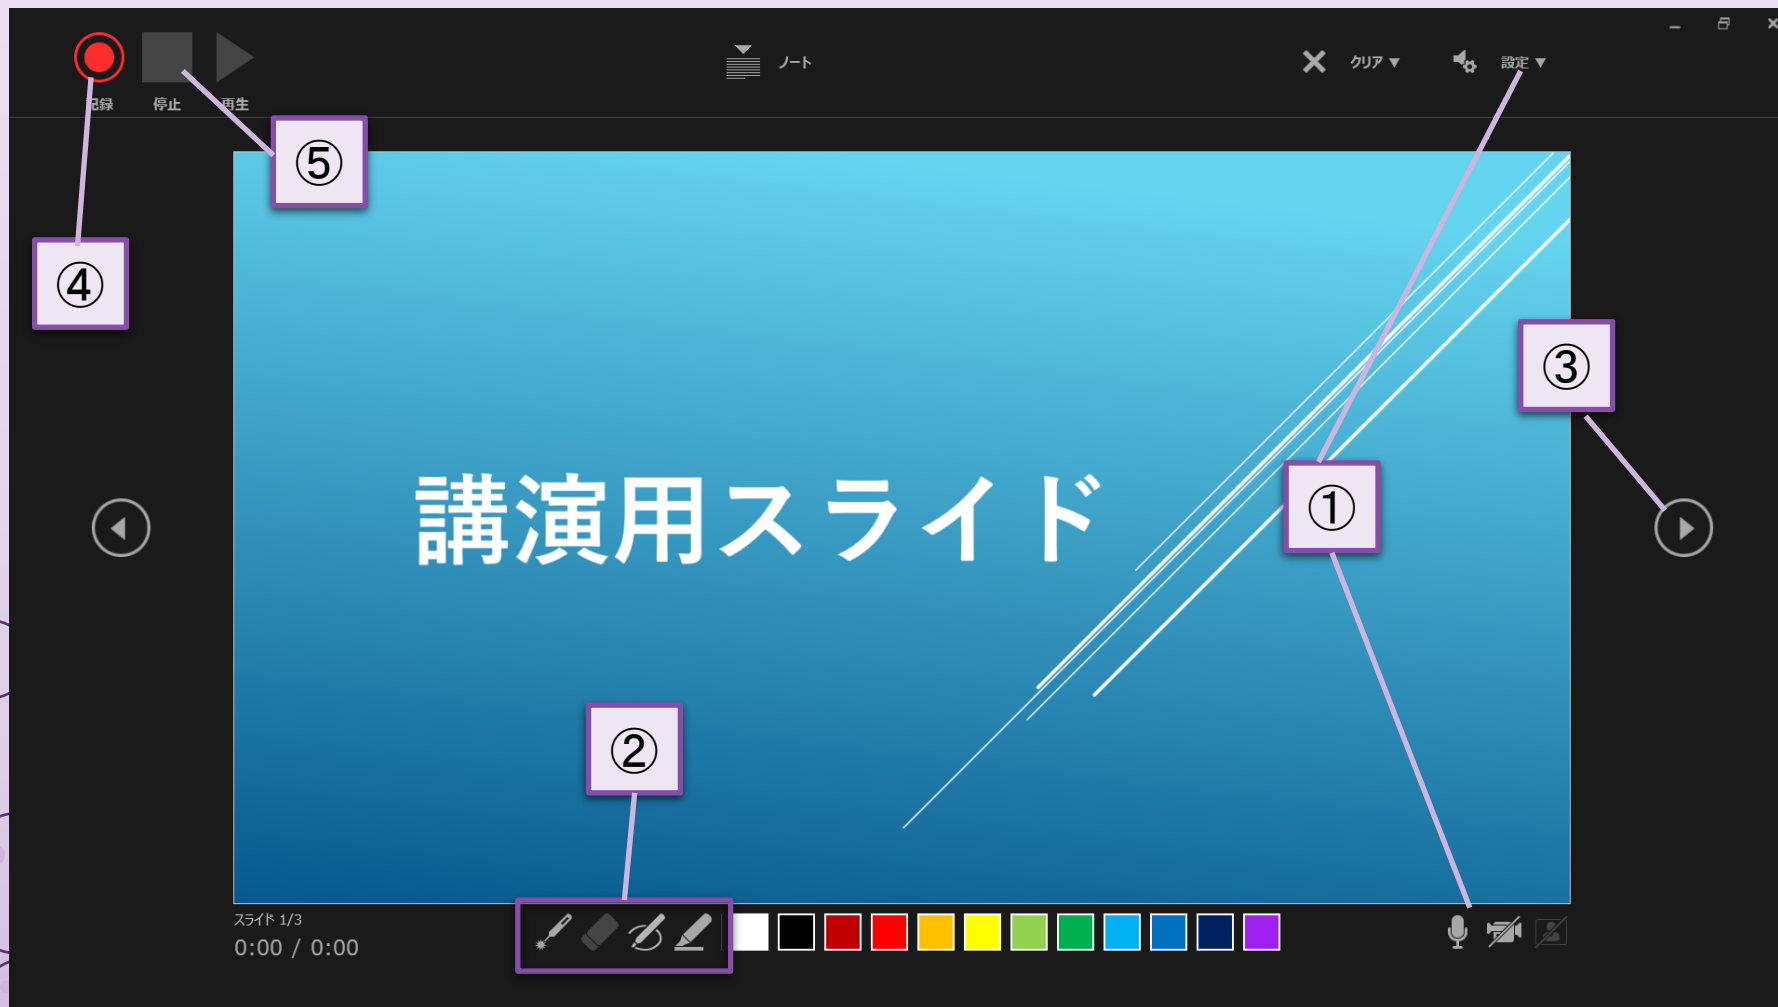 ノート
クリア ▼
設定 ▼
記録 停止 再生
⑤
④
③
講演用スライド
①
②
スライド 1/3
0:00 / 0:00